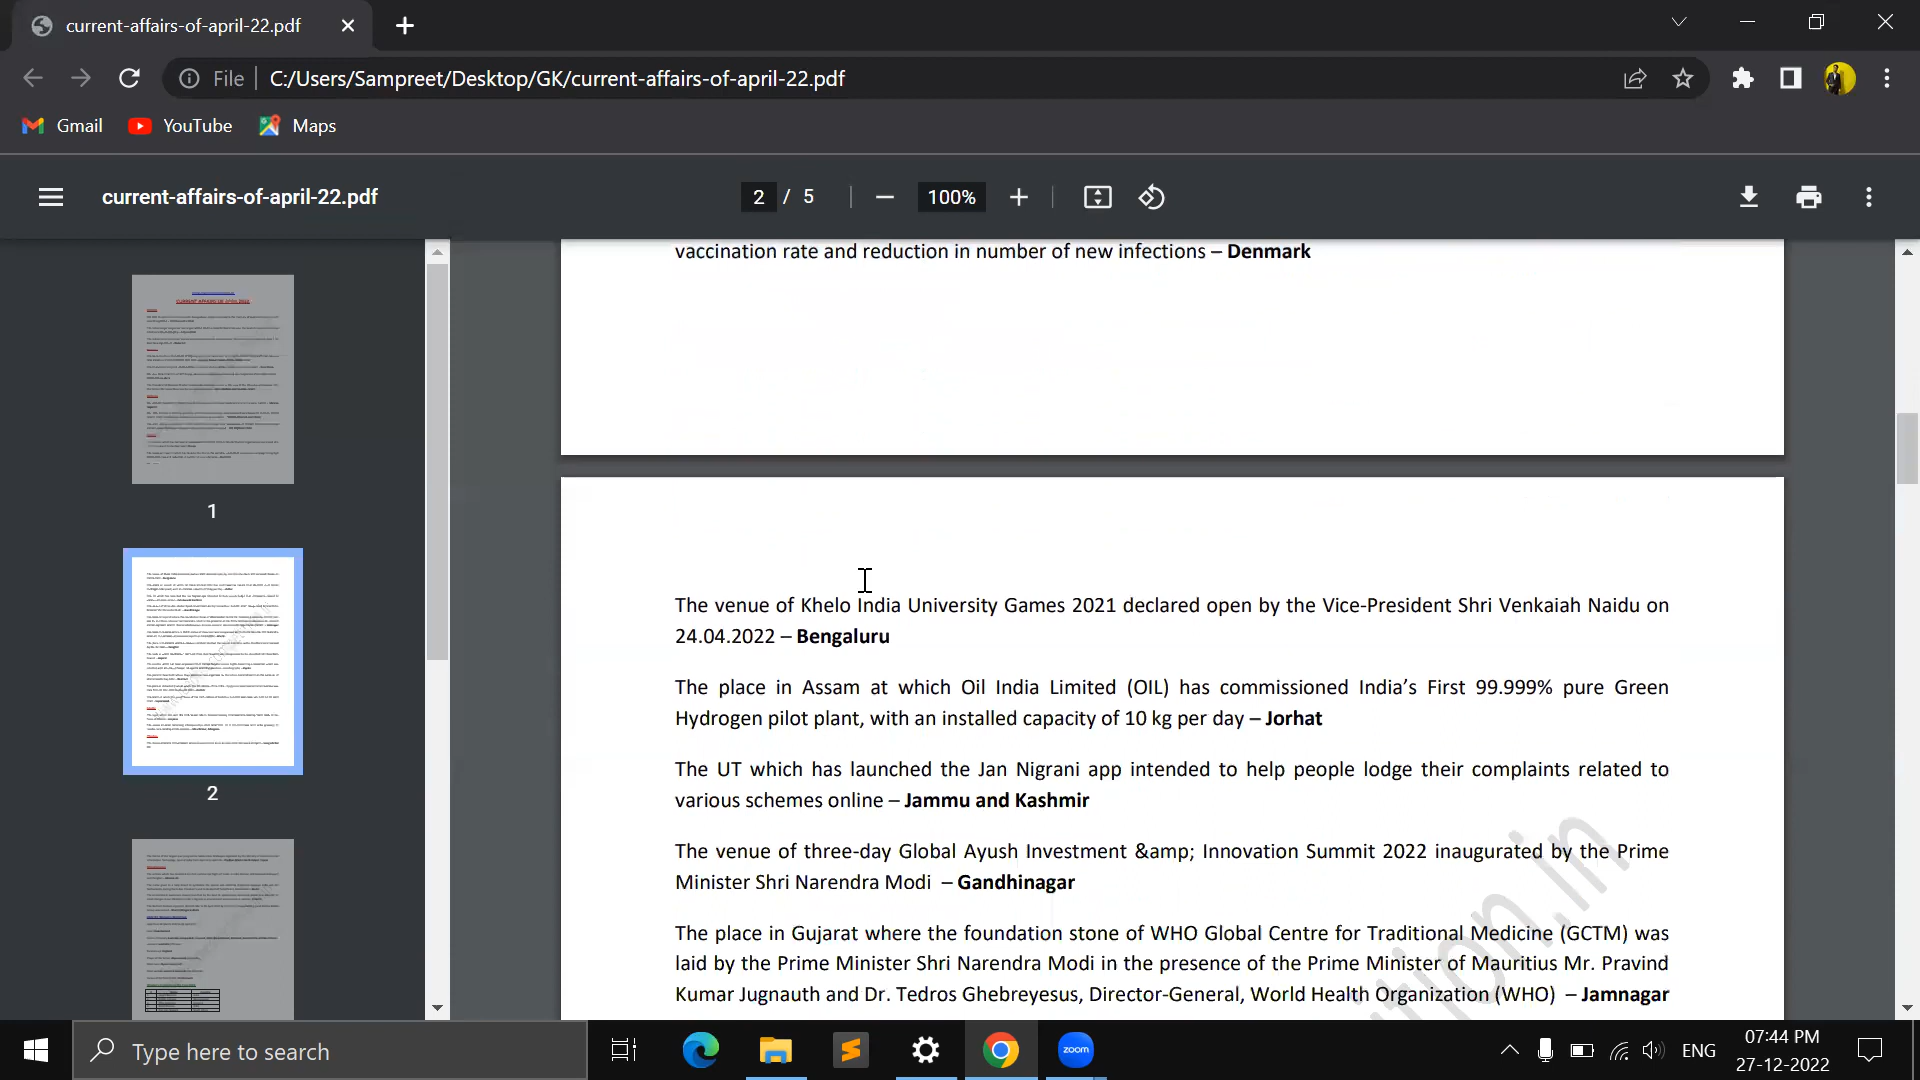 current-affairs-of-april-22.pdf
File
C:/Users/Sampreet/Desktop/GK/current-affairs-of-april-22.pdf
Gmail
YouTube
Maps
current-affairs-of-april-22.pdf
2 / 5
100%
1
2
vaccination rate and reduction in number of new infections – Denmark
The venue of Khelo India University Games 2021 declared open by the Vice-President Shri Venkaiah Naidu on
24.04.2022 – Bengaluru
The place in Assam at which Oil India Limited (OIL) has commissioned India’s First 99.999% pure Green
Hydrogen pilot plant, with an installed capacity of 10 kg per day – Jorhat
The UT which has launched the Jan Nigrani app intended to help people lodge their complaints related to
various schemes online – Jammu and Kashmir
The venue of three-day Global Ayush Investment &amp; Innovation Summit 2022 inaugurated by the Prime
Minister Shri Narendra Modi – Gandhinagar
The place in Gujarat where the foundation stone of WHO Global Centre for Traditional Medicine (GCTM) was
laid by the Prime Minister Shri Narendra Modi in the presence of the Prime Minister of Mauritius Mr. Pravind
Kumar Jugnauth and Dr. Tedros Ghebreyesus, Director-General, World Health Organization (WHO) – Jamnagar
Type here to search
zoom
ENG
07:44 PM
27-12-2022